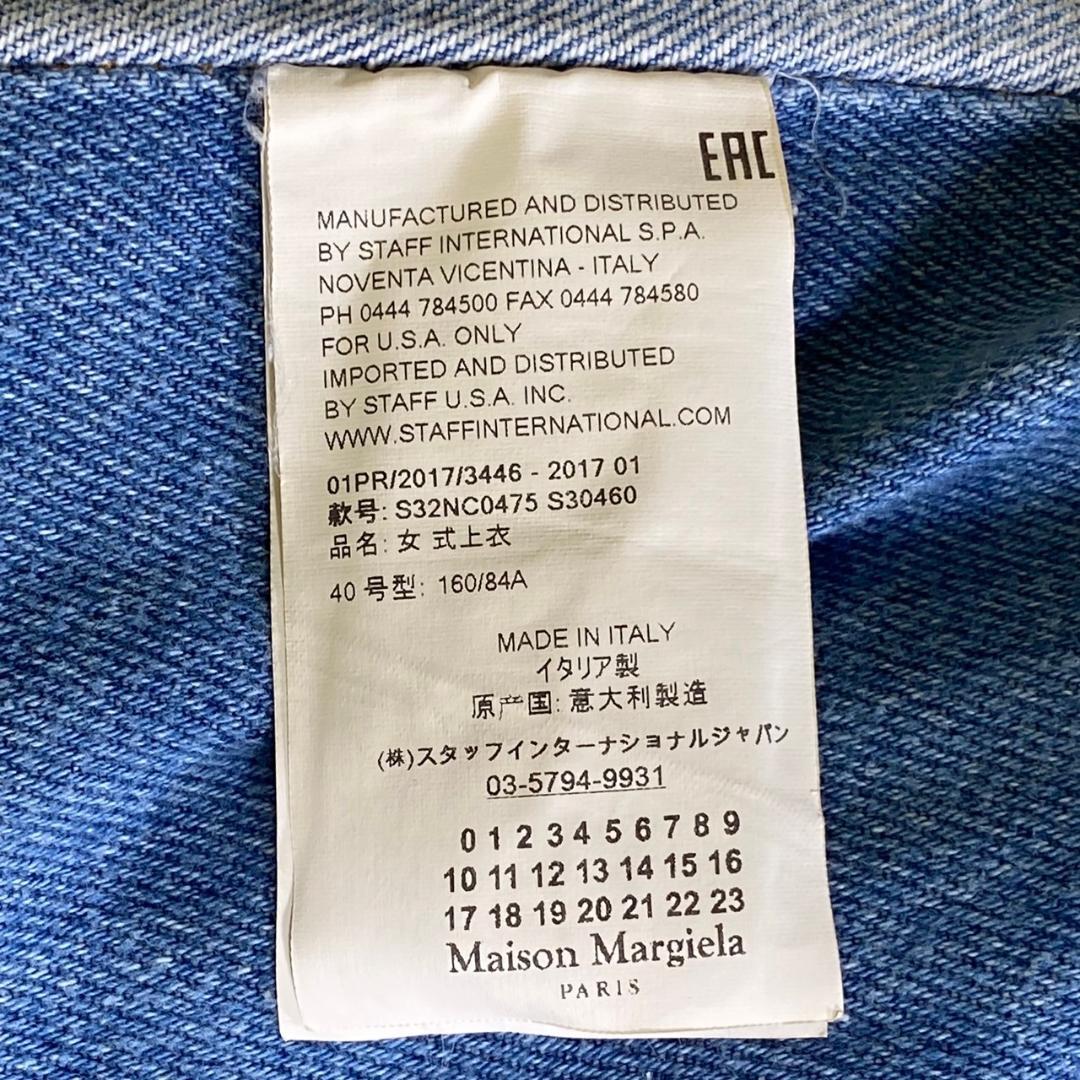 EAC
MANUFACTURED AND DISTRIBUTED
BY STAFF INTERNATIONAL S.P.A.
NOVENTA VICENTINA - ITALY
PH 0444 784500 FAX 0444 784580
FOR U.S.A. ONLY
IMPORTED AND DISTRIBUTED
BY STAFF U.S.A. INC.
WWW.STAFFINTERNATIONAL.COM
01PR/2017/3446 - 2017 01
款号: S32NC0475 S30460
品名: 女 式上衣
40 号型: 160/84A
MADE IN ITALY
イタリア製
原产国: 意大利製造
(株)スタッフインターナショナルジャパン
03-5794-9931
0 1 2 3 4 5 6 7 8 9
10 11 12 13 14 15 16
17 18 19 20 21 22 23
Maison Margiela
PARIS